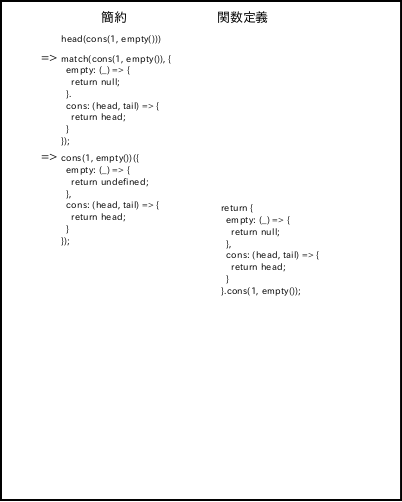 簡約 関数定義
head(cons(1, empty()))
=> match(cons(1, empty()), {
empty: (_) => {
return null;
}.
cons: (head, tail) => {
return head;
}
});
=> cons(1, empty())({
empty: (_) => {
return undefined;
},
cons: (head, tail) => {
return head;
}
});
return {
empty: (_) => {
return null;
},
cons: (head, tail) => {
return head;
}
}.cons(1, empty());